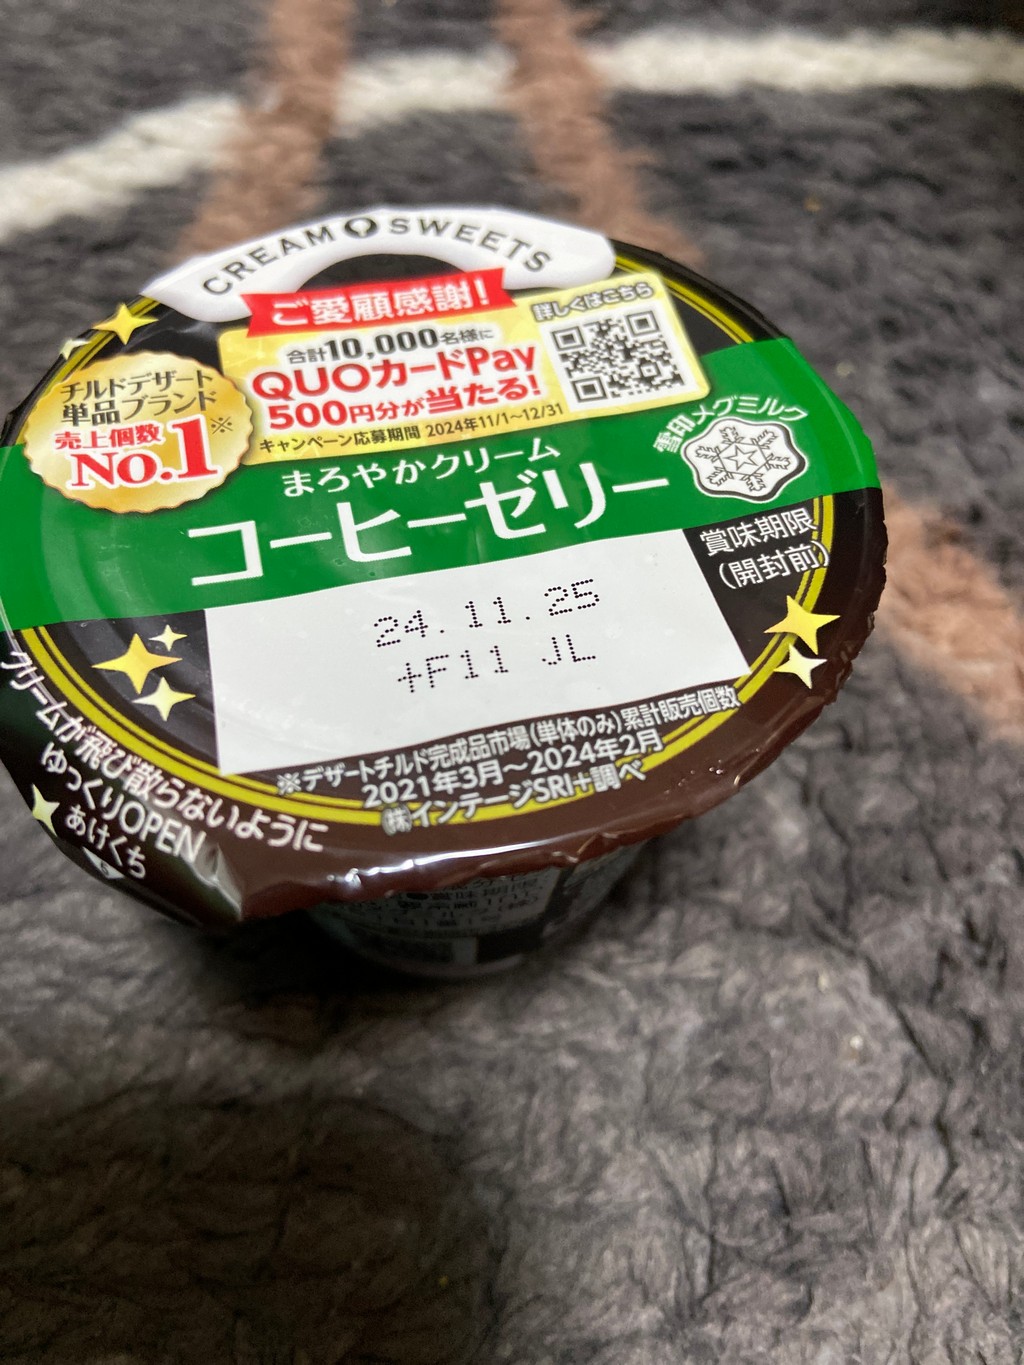 CREAM SWEETS
ご愛顧感謝!
詳しくはこちら
合計10,000名様に
QUOカードPay
500円分が当たる!
キャンペーン応募期間 2024年11/1〜12/31
チルドデザート
単品ブランド※
売上個数
No.1
雪印メグミルク
まろやかクリーム
コーヒーゼリー
賞味期限
(開封前)
24.11.25
+F11 JL
※デザートチルド完成品市場(単体のみ)累計販売個数
2021年3月〜2024年2月
㈱インテージSRI+調べ
クリームが飛び散らないように
ゆっくりOPEN
あけくち